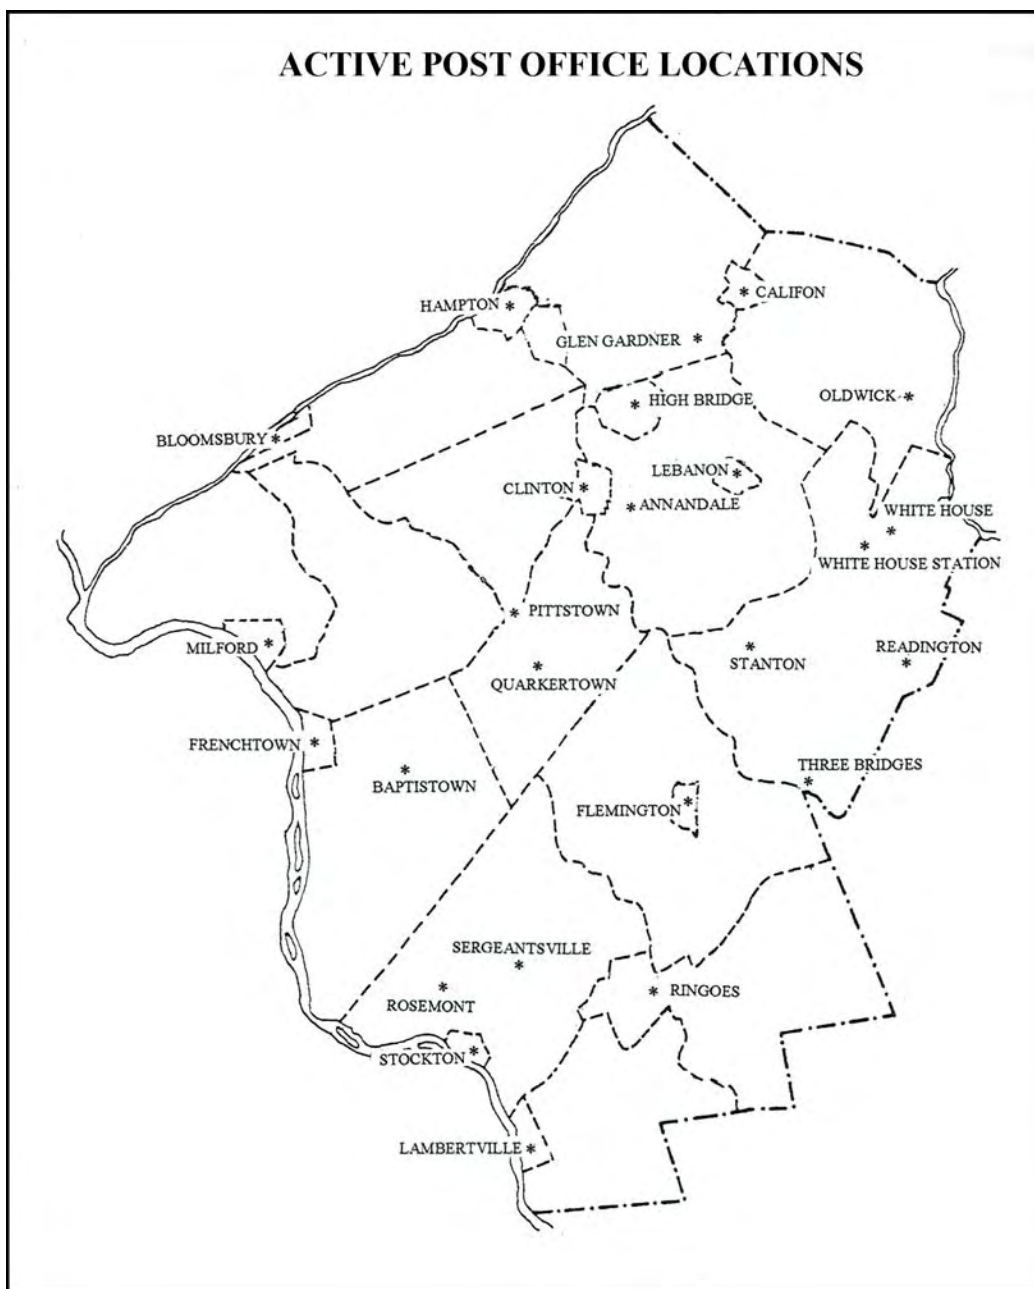 ACTIVE POST OFFICE LOCATIONS
CALIFON
HAMPTON
GLEN GARDNER
OLDWICK
HIGH BRIDGE
BLOOMSBURY
LEBANON
CLINTON
ANNANDALE
WHITE HOUSE
WHITE HOUSE STATION
PITTSTOWN
MILFORD
READINGTON
STANTON
QUARKERTOWN
FRENCHTOWN
THREE BRIDGES
BAPTISTOWN
FLEMINGTON
SERGEANTSVILLE
RINGOES
ROSEMONT
STOCKTON
LAMBERTVILLE